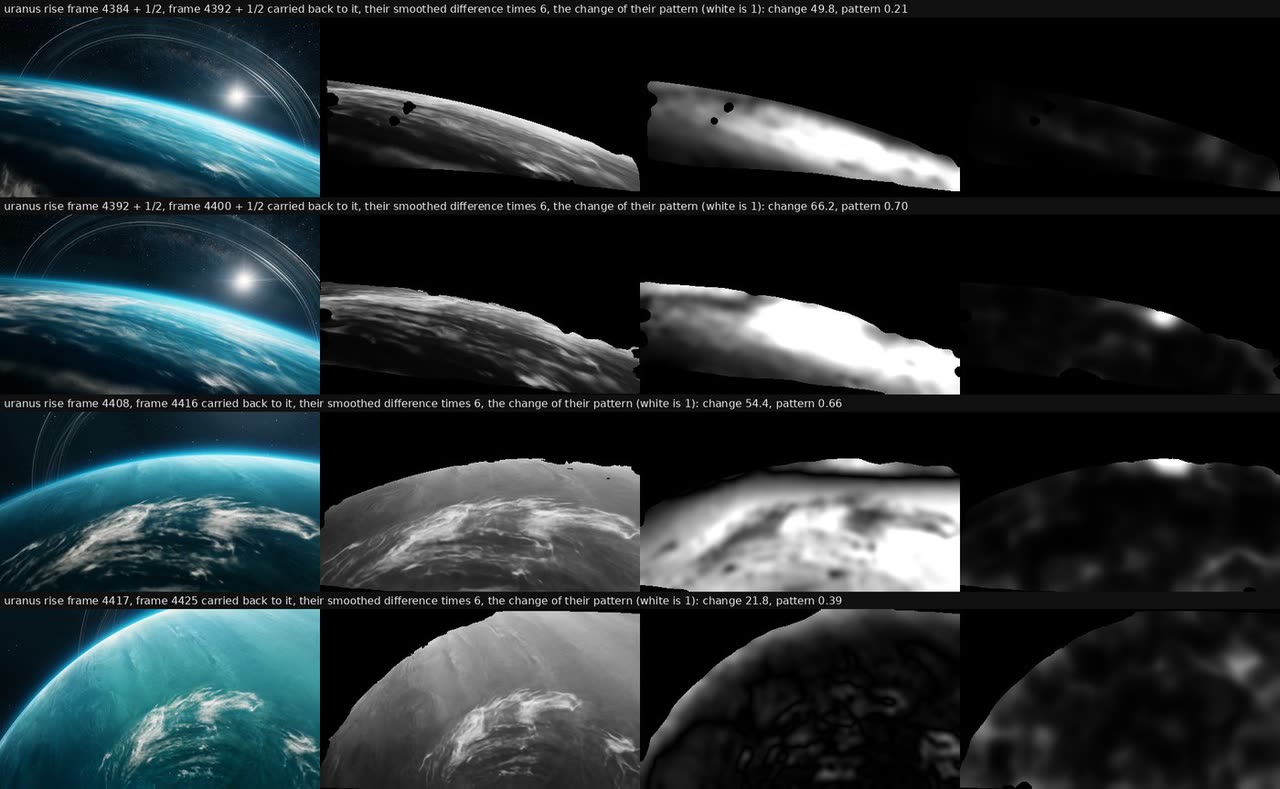 uranus rise frame 4384 + 1/2, frame 4392 + 1/2 carried back to it, their smoothed difference times 6, the change of their pattern (white is 1): change 49.8, pattern 0.21
uranus rise frame 4392 + 1/2, frame 4400 + 1/2 carried back to it, their smoothed difference times 6, the change of their pattern (white is 1): change 66.2, pattern 0.70
uranus rise frame 4408, frame 4416 carried back to it, their smoothed difference times 6, the change of their pattern (white is 1): change 54.4, pattern 0.66
uranus rise frame 4417, frame 4425 carried back to it, their smoothed difference times 6, the change of their pattern (white is 1): change 21.8, pattern 0.39